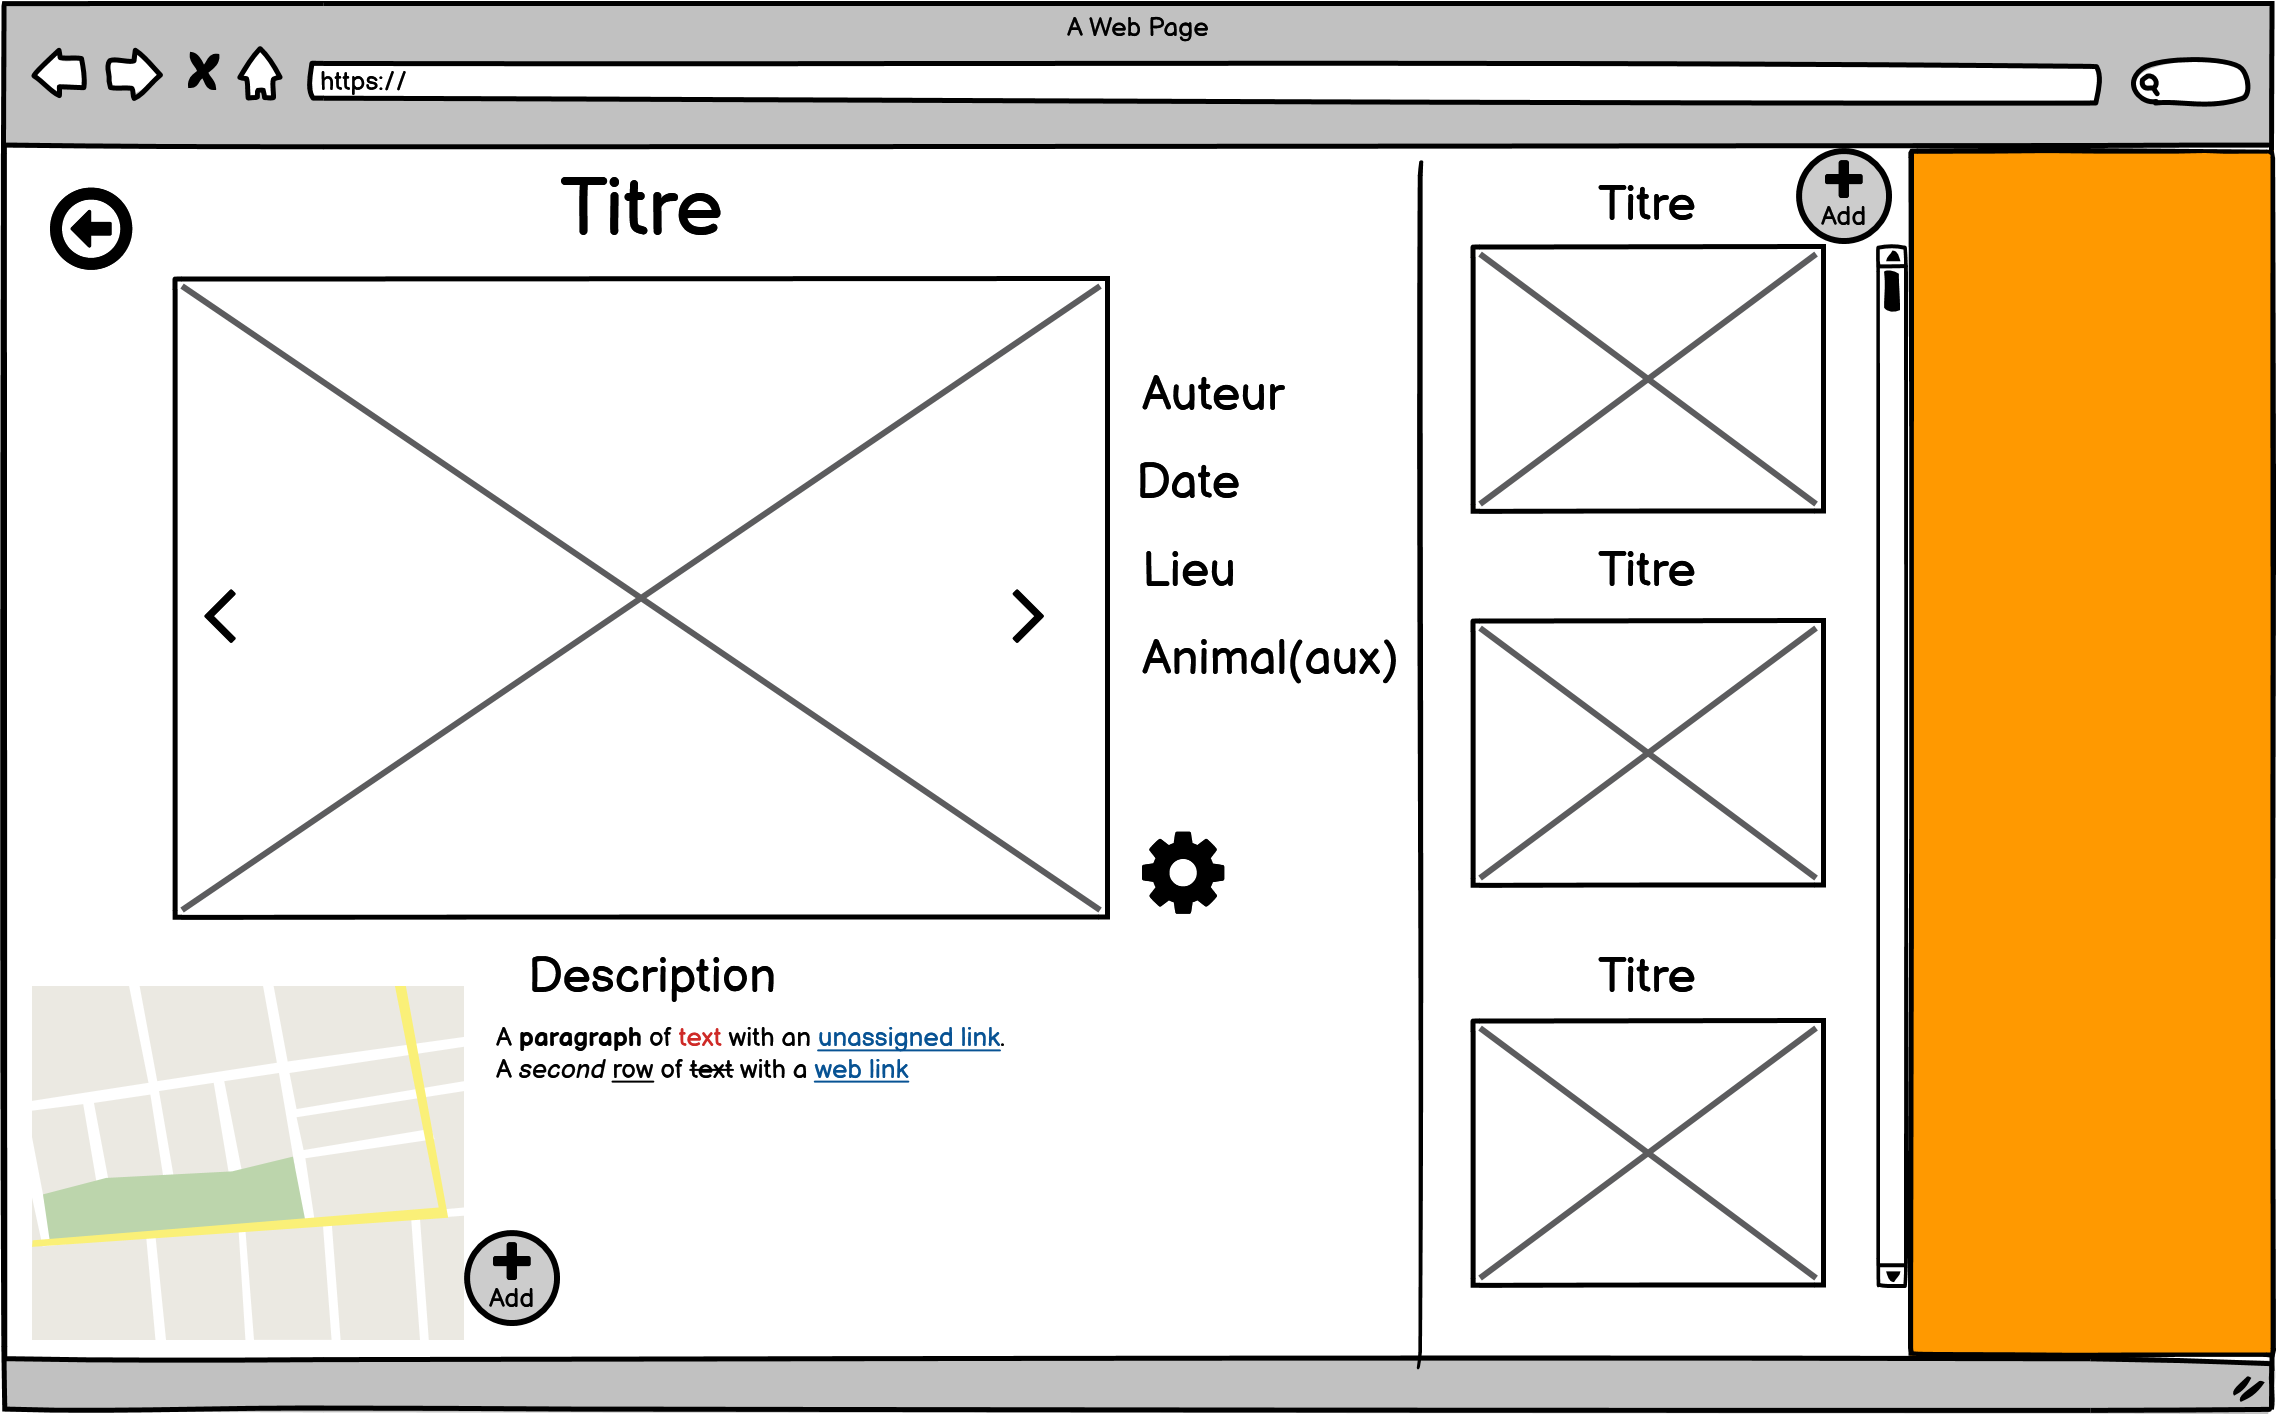 A Web Page
https://
Titre
Auteur
Date
Lieu
Animal(aux)
Description
A paragraph of text with an unassigned link.
A second row of text with a web link
Add
Titre
Add
Titre
Titre